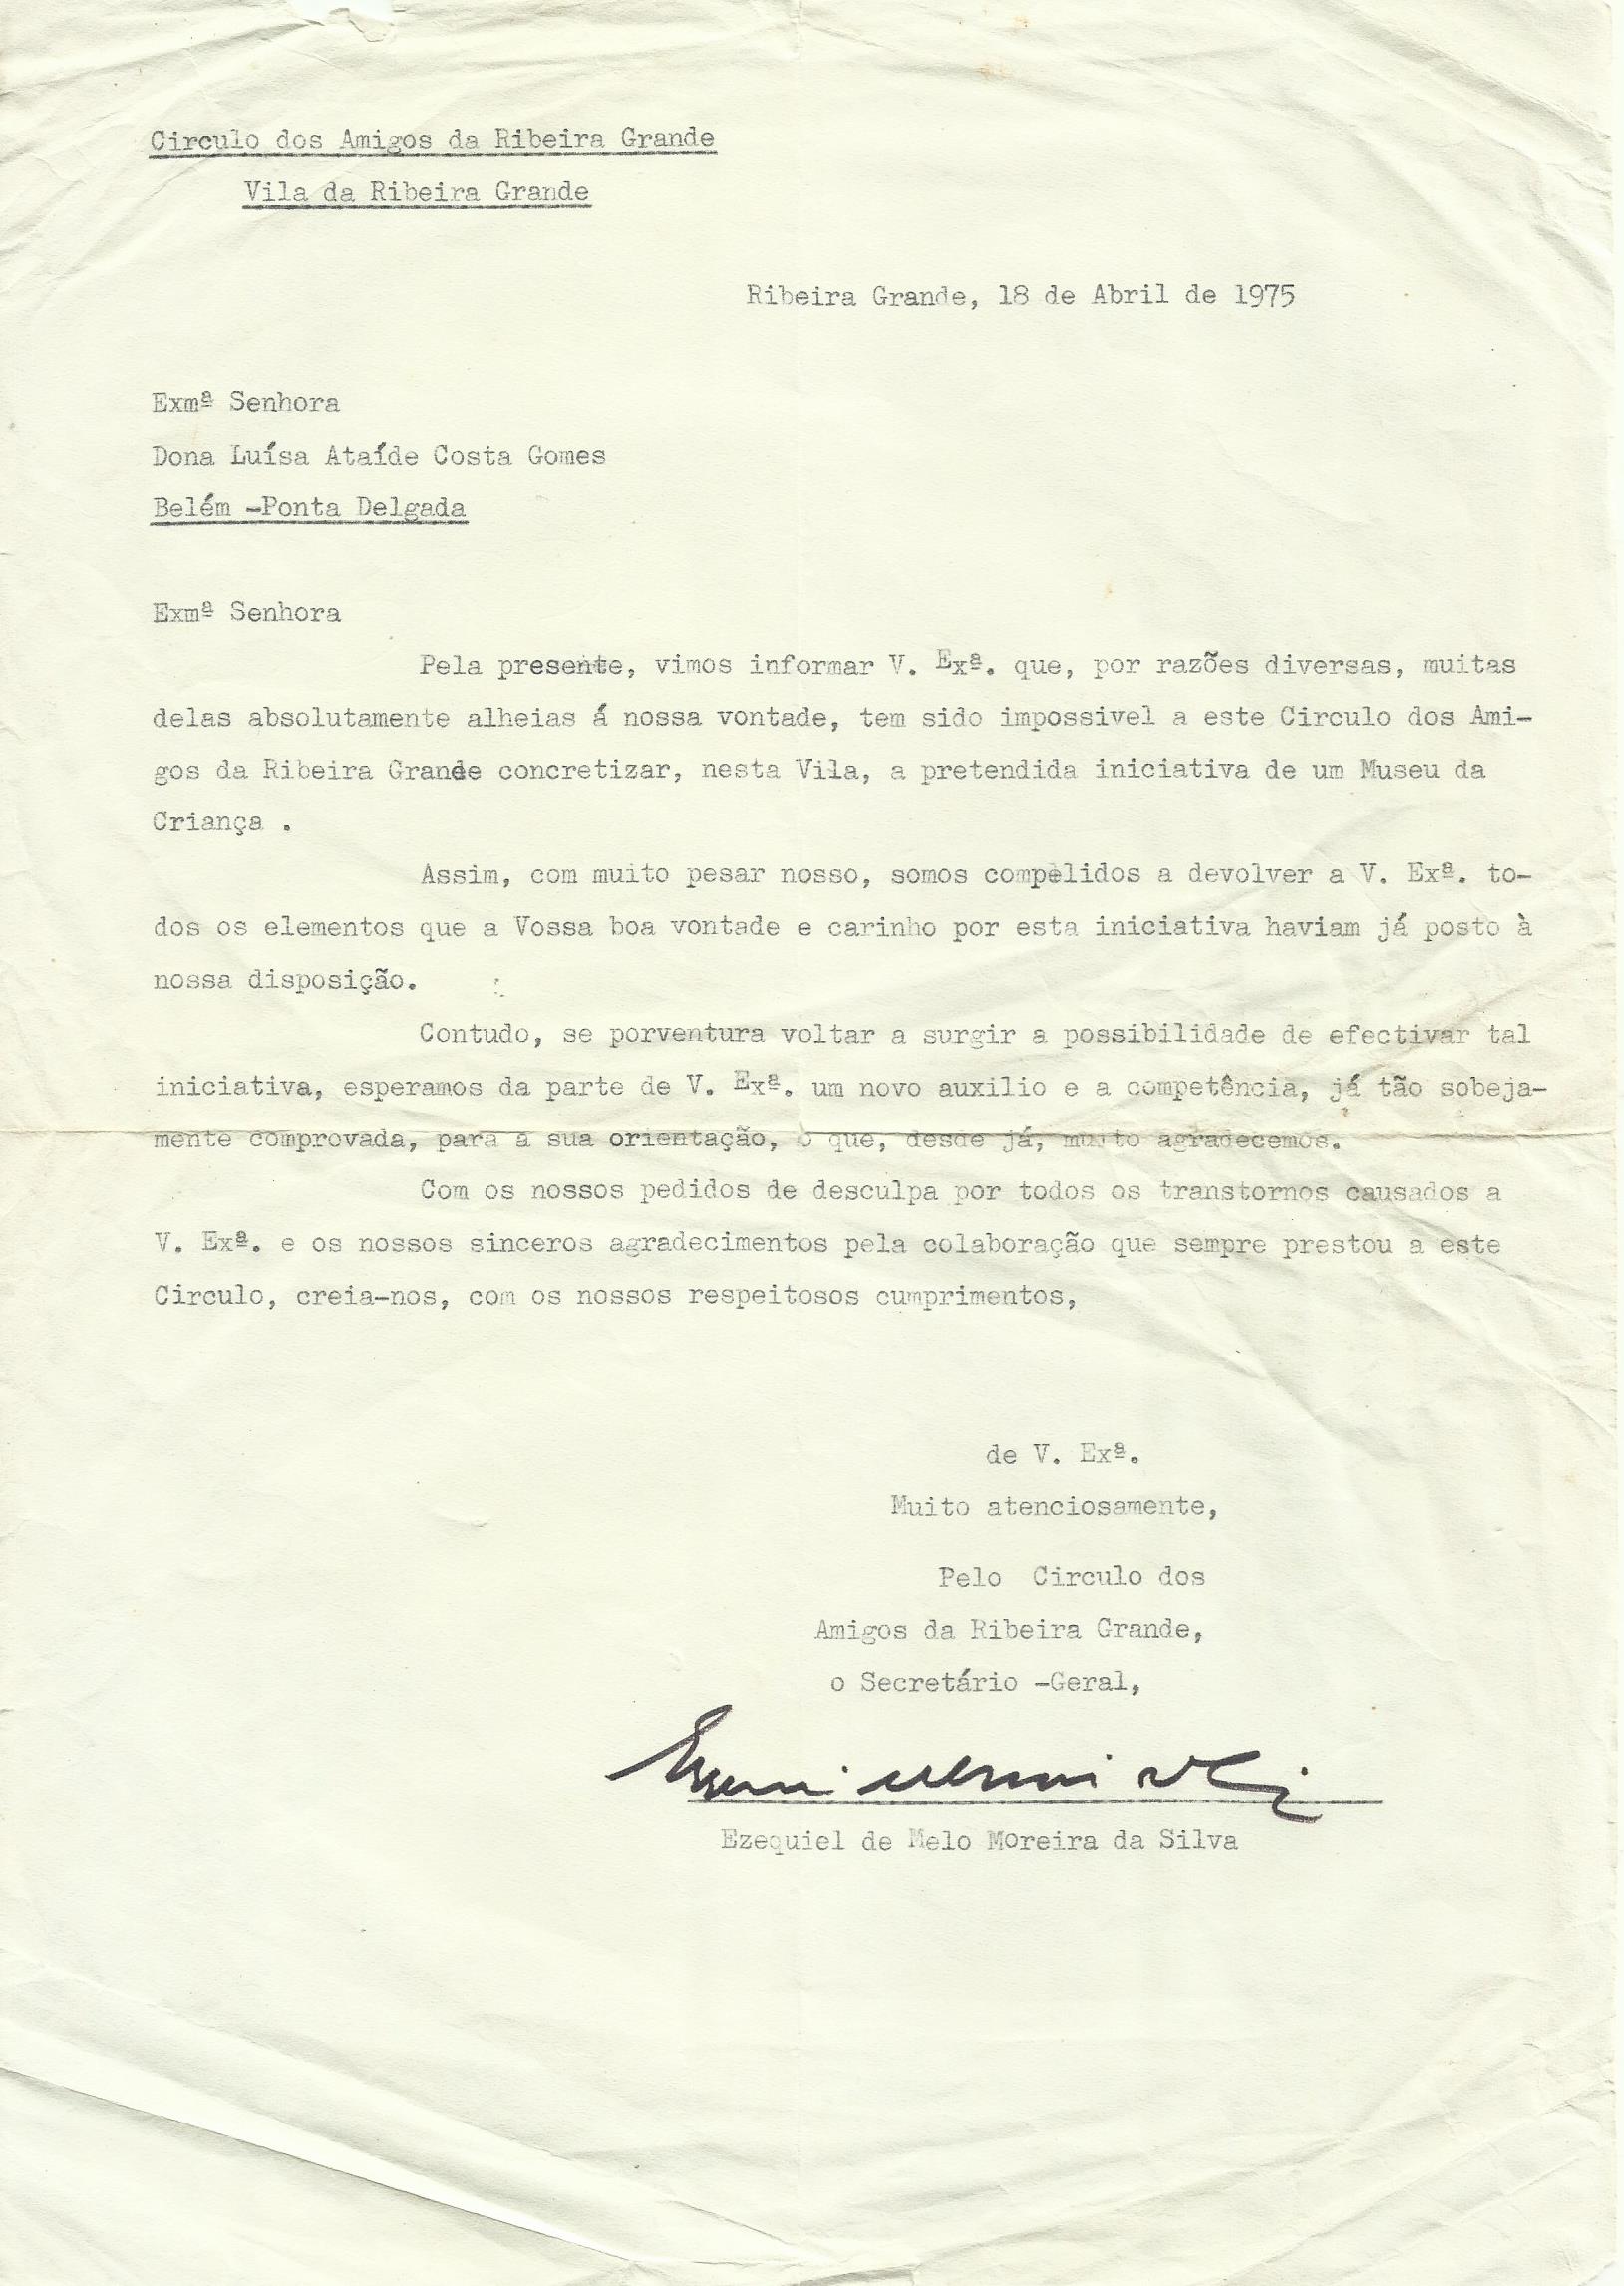 Circulo dos Amigos da Ribeira Grande
Vila da Ribeira Grande
Ribeira Grande, 18 de Abril de 1975
Exmª Senhora
Dona Luísa Ataíde Costa Gomes
Belém -Ponta Delgada
Exmª Senhora
Pela presente, vimos informar V. Exª. que, por razões diversas, muitas
delas absolutamente alheias á nossa vontade, tem sido impossivel a este Circulo dos Ami-
gos da Ribeira Grande concretizar, nesta Vila, a pretendida iniciativa de um Museu da
Criança .
Assim, com muito pesar nosso, somos compelidos a devolver a V. Exª. to-
dos os elementos que a Vossa boa vontade e carinho por esta iniciativa haviam já posto à
nossa disposição.
Contudo, se porventura voltar a surgir a possibilidade de efectivar tal
iniciativa, esperamos da parte de V. Exª. um novo auxilio e a competência, já tão sobeja-
mente comprovada, para a sua orientação, o que, desde já, muito agradecemos.
Com os nossos pedidos de desculpa por todos os transtornos causados a
V. Exª. e os nossos sinceros agradecimentos pela colaboração que sempre prestou a este
Circulo, creia-nos, com os nossos respeitosos cumprimentos,
de V. Exª.
Muito atenciosamente,
Pelo Circulo dos
Amigos da Ribeira Grande,
o Secretário -Geral,
Ezequiel de Melo Moreira da Silva